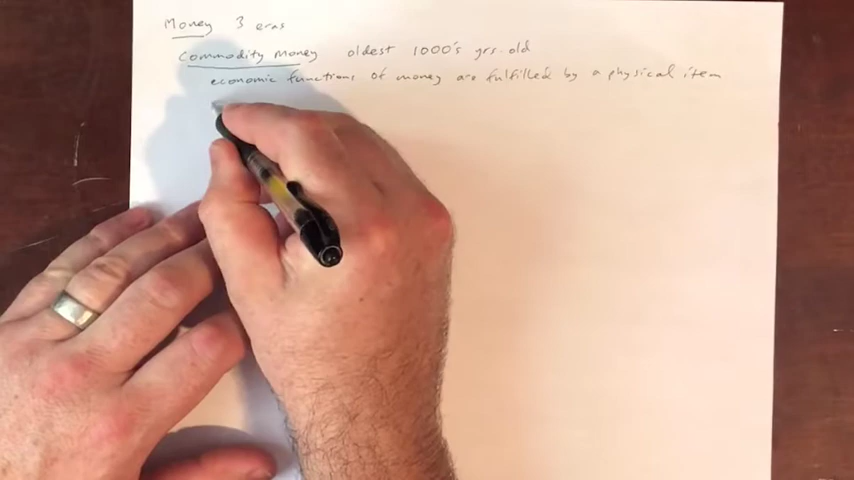 Money 3 eras
Commodity money oldest 1000's yrs. old
economic functions of money are fulfilled by a physical item